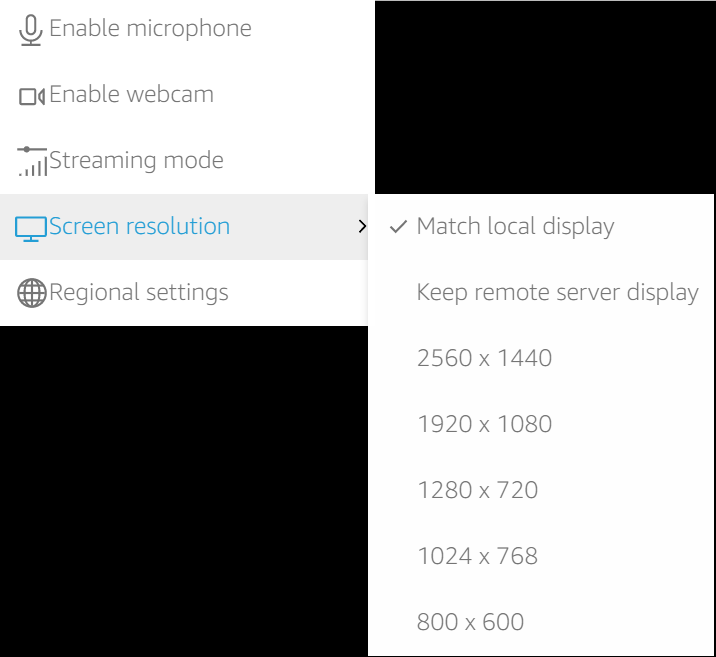 Enable microphone
Enable webcam
Streaming mode
Screen resolution
Regional settings
Match local display
Keep remote server display
2560 x 1440
1920 x 1080
1280 x 720
1024 x 768
800 x 600